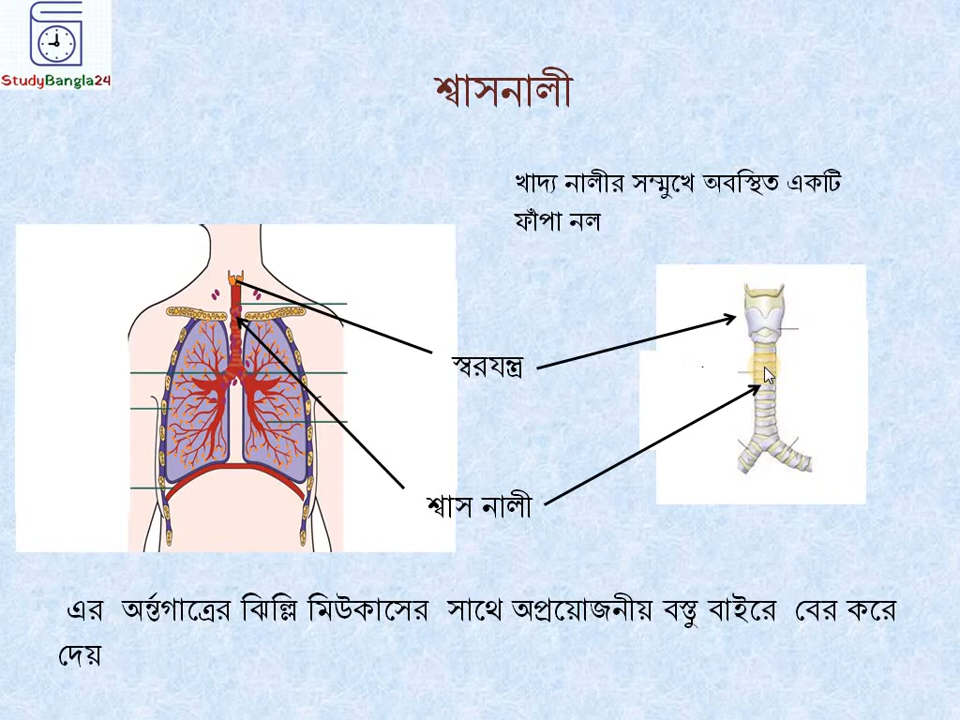 StudyBangla24
শ্বাসনালী
খাদ্য নালীর সম্মুখে অবস্থিত একটি
ফাঁপা নল
স্বরযন্ত্র
শ্বাস নালী
এর অর্ন্তগাত্রের ঝিল্লি মিউকাসের সাথে অপ্রয়োজনীয় বস্তু বাইরে বের করে
দেয়